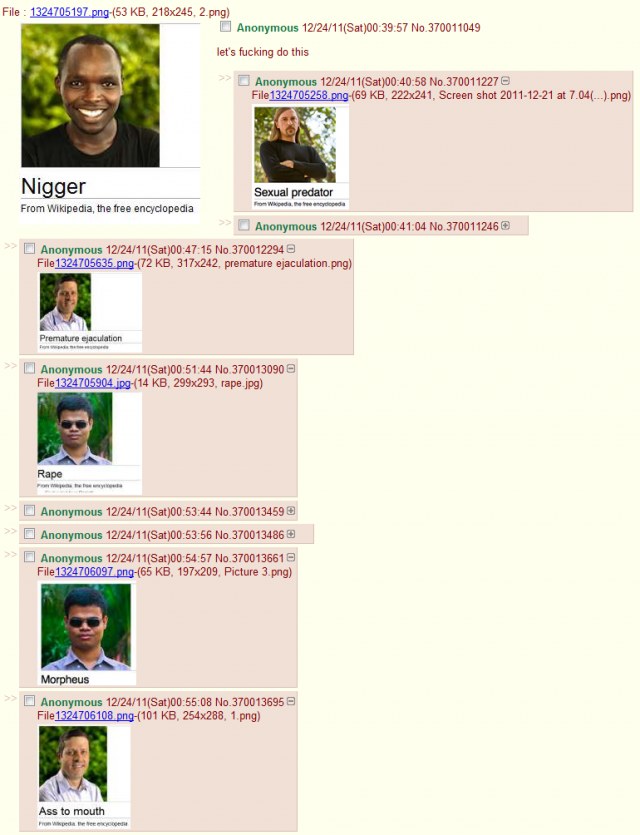 File : 1324705197.png-(53 KB, 218x245, 2.png)
Anonymous 12/24/11(Sat)00:39:57 No.370011049
let's fucking do this
Nigger
From Wikipedia, the free encyclopedia
>> Anonymous 12/24/11(Sat)00:40:58 No.370011227
File1324705258.png-(69 KB, 222x241, Screen shot 2011-12-21 at 7.04(...).png)
Sexual predator
From Wikipedia, the free encyclopedia
>> Anonymous 12/24/11(Sat)00:41:04 No.370011246
>> Anonymous 12/24/11(Sat)00:47:15 No.370012294
File1324705635.png-(72 KB, 317x242, premature ejaculation.png)
Premature ejaculation
From Wikipedia, the free encyclopedia
>> Anonymous 12/24/11(Sat)00:51:44 No.370013090
File1324705904.jpg-(14 KB, 299x293, rape.jpg)
Rape
From Wikipedia, the free encyclopedia
>> Anonymous 12/24/11(Sat)00:53:44 No.370013459
>> Anonymous 12/24/11(Sat)00:53:56 No.370013486
>> Anonymous 12/24/11(Sat)00:54:57 No.370013661
File1324706097.png-(65 KB, 197x209, Picture 3.png)
Morpheus
>> Anonymous 12/24/11(Sat)00:55:08 No.370013695
File1324706108.png-(101 KB, 254x288, 1.png)
Ass to mouth
From Wikipedia, the free encyclopedia